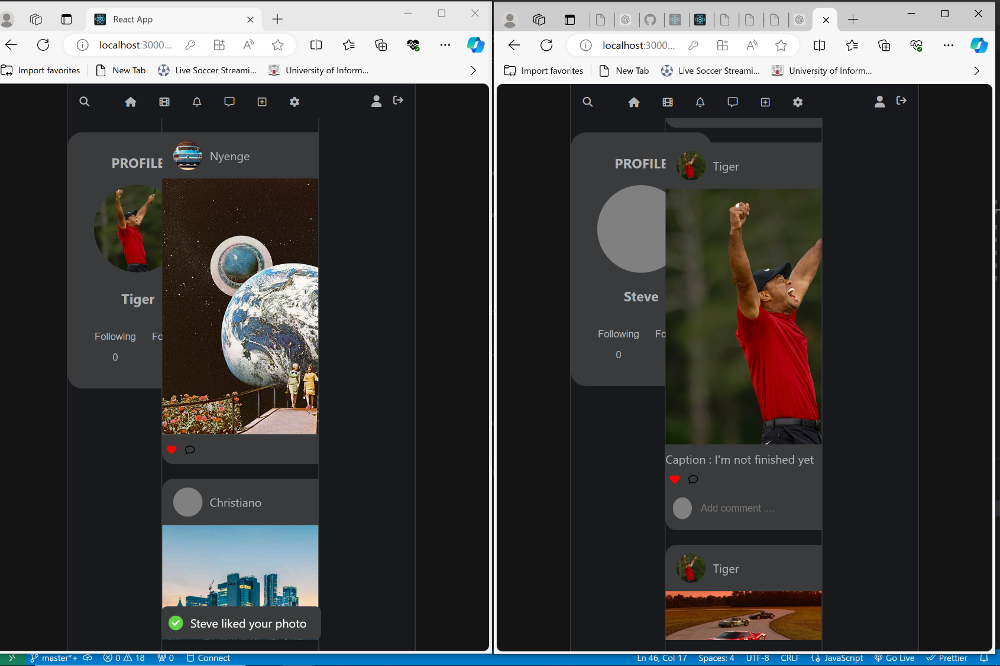 React App
localhost:3000...
localhost:3000...
Import favorites
New Tab
Live Soccer Streami...
University of Inform...
Import favorites
New Tab
Live Soccer Streami...
University of Inform...
PROFILE
Nyenge
Tiger
Following
Fo
0
Christiano
Steve liked your photo
PROFILE
Tiger
Steve
Following
Fo
0
Caption : I'm not finished yet
Add comment ....
Tiger
master*+
0
18
0
Connect
Ln 46, Col 17
Spaces: 4
UTF-8
CRLF
JavaScript
Go Live
Prettier